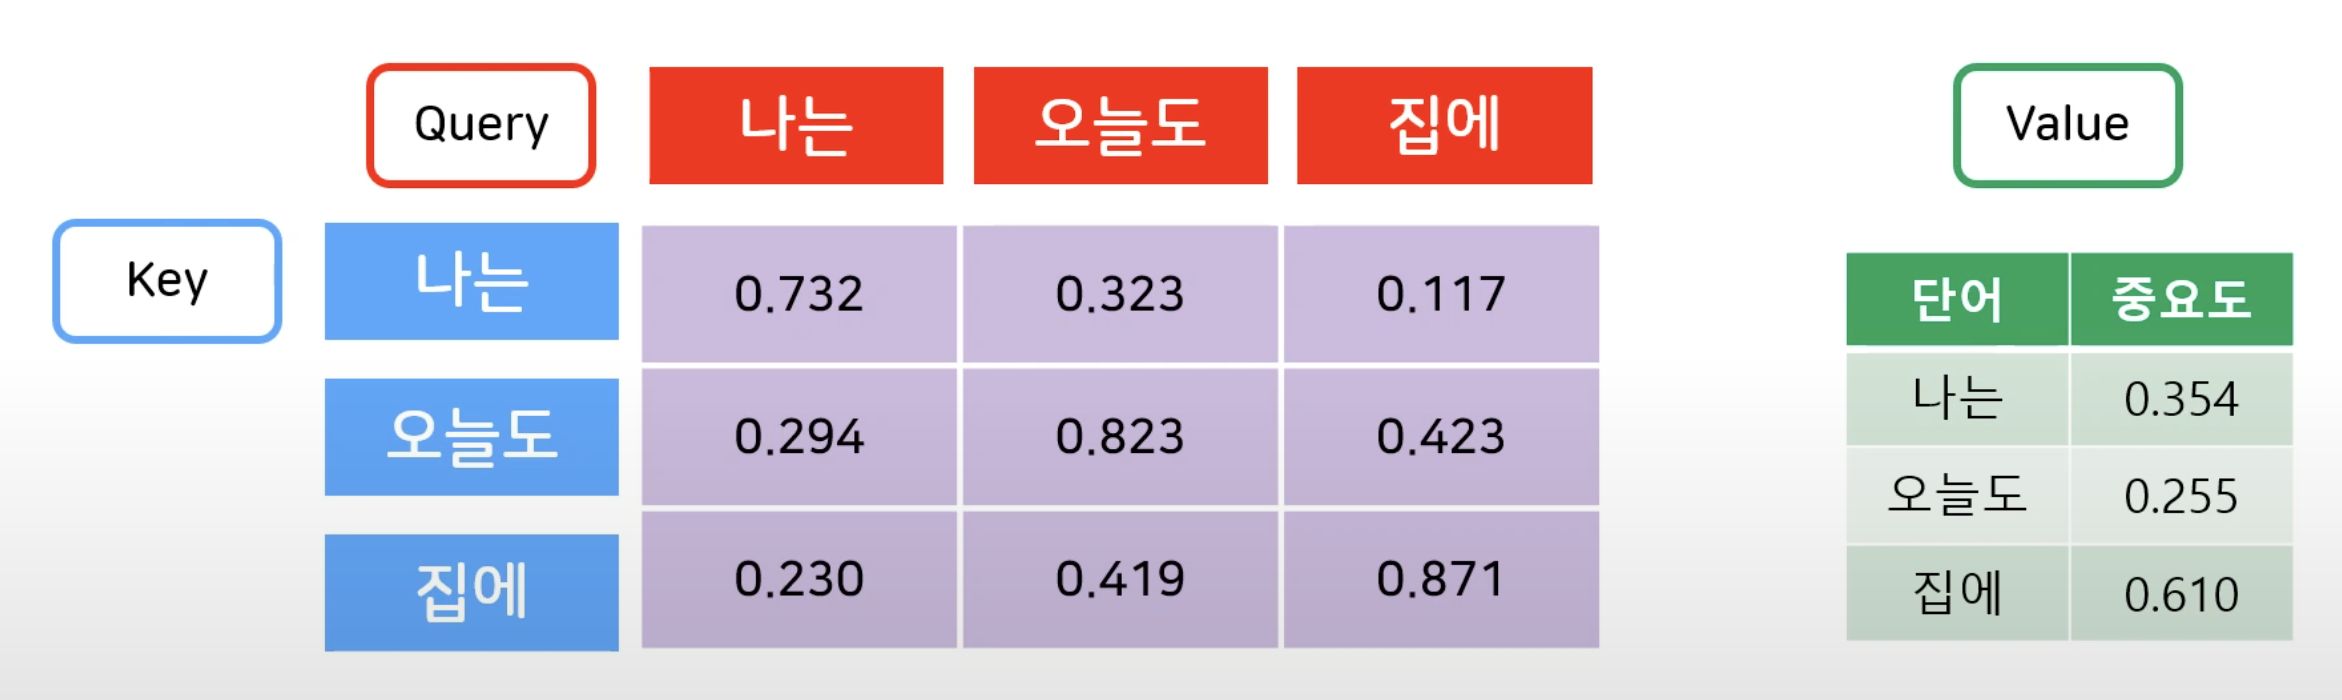 Query 나는 오늘도 집에 Value
Key 나는 0.732 0.323 0.117
단어 중요도
나는 0.354
오늘도 0.294 0.823 0.423
오늘도 0.255
집에 0.230 0.419 0.871
집에 0.610